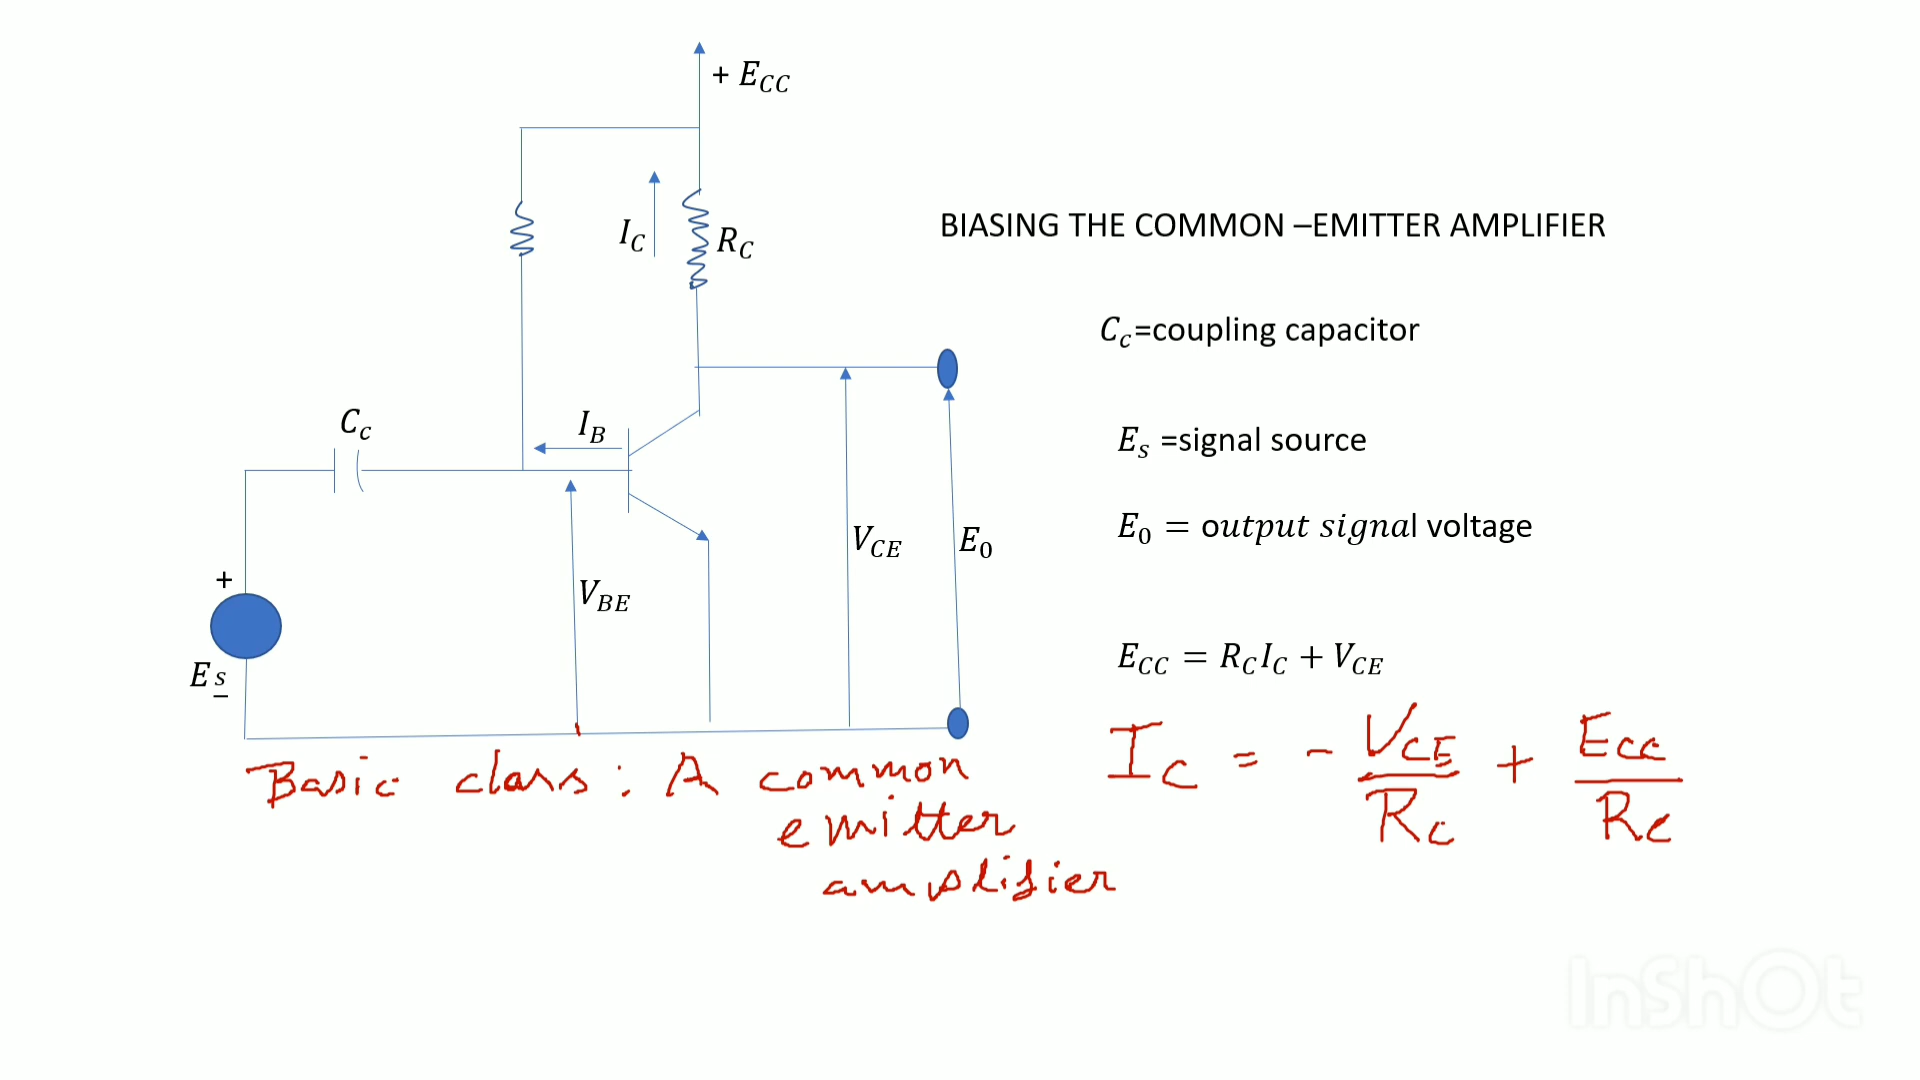 + E_CC
I_C
R_C
BIASING THE COMMON –EMITTER AMPLIFIER
C_c=coupling capacitor
C_c
I_B
E_s =signal source
V_CE
E_0
E_0 = output signal voltage
+
V_BE
E_s
–
E_CC = R_C I_C + V_CE
I_C = - V_CE/R_C + E_CC/R_C
Basic class : A common
emitter
amplifier
InShOt